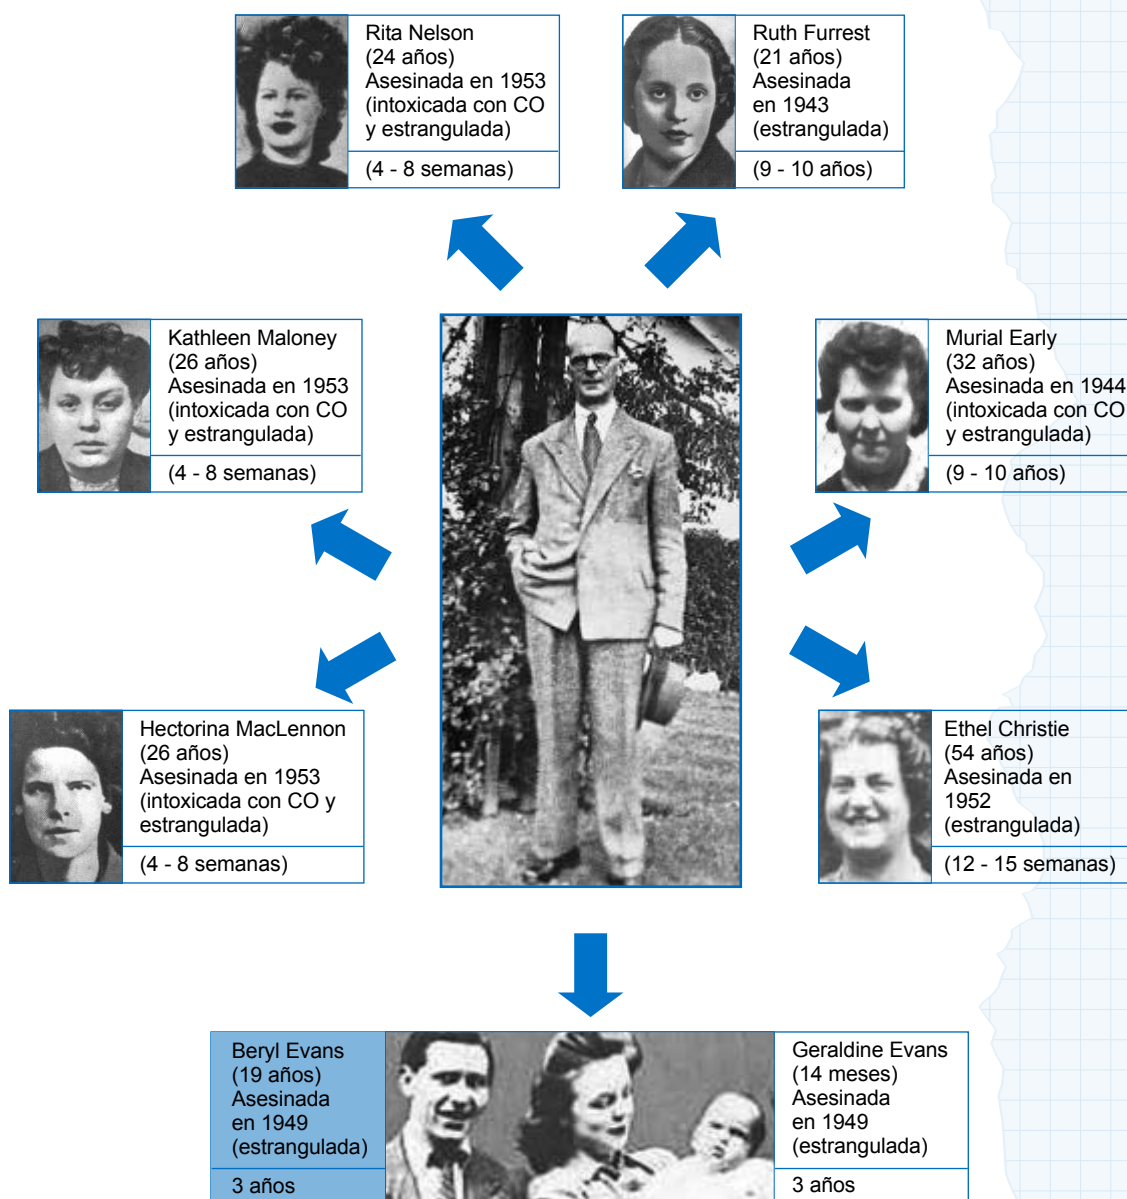 Rita Nelson
(24 años)
Asesinada en 1953
(intoxicada con CO
y estrangulada)
(4 - 8 semanas)
Ruth Furrest
(21 años)
Asesinada
en 1943
(estrangulada)
(9 - 10 años)
Kathleen Maloney
(26 años)
Asesinada en 1953
(intoxicada con CO
y estrangulada)
(4 - 8 semanas)
Murial Early
(32 años)
Asesinada en 1944
(intoxicada con CO
y estrangulada)
(9 - 10 años)
Hectorina MacLennon
(26 años)
Asesinada en 1953
(intoxicada con CO y
estrangulada)
(4 - 8 semanas)
Ethel Christie
(54 años)
Asesinada en
1952
(estrangulada)
(12 - 15 semanas)
Beryl Evans
(19 años)
Asesinada
en 1949
(estrangulada)
3 años
Geraldine Evans
(14 meses)
Asesinada
en 1949
(estrangulada)
3 años